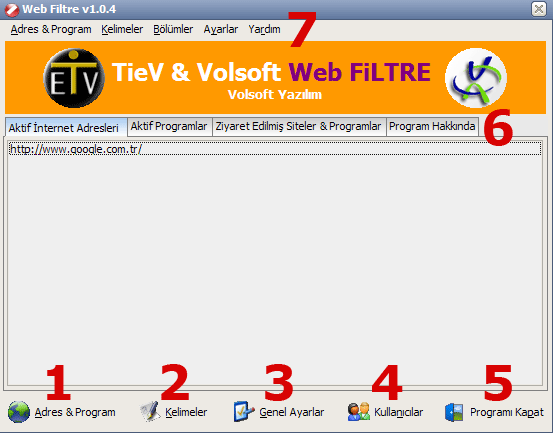 Web Filtre v1.0.4
Adres & Program Kelimeler Bölümler Ayarlar Yardım
7
ETV
TieV & Volsoft Web FiLTRE
Volsoft Yazılım
Aktif İnternet Adresleri Aktif Programlar Ziyaret Edilmiş Siteler & Programlar Program Hakkında
6
http://www.google.com.tr/
1 2 3 4 5
Adres & Program Kelimeler Genel Ayarlar Kullanıcılar Programı Kapat